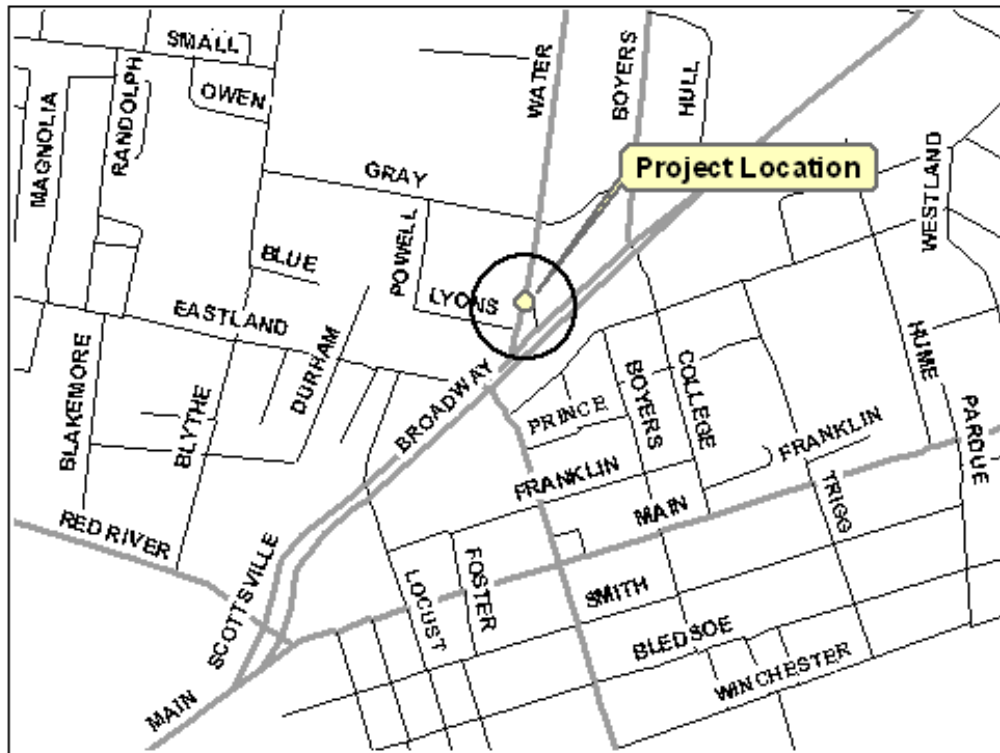 SMALL
OWEN
RANDOLPH
MAGNOLIA
WATER
BOYERS
HULL
Project Location
GRAY
POWELL
WESTLAND
BLUE
LYONS
EASTLAND
DURHAM
BROADWAY
BLAKEMORE
BLYTHE
PRINCE
BOYERS
COLLEGE
HUME
PARDUE
FRANKLIN
FRANKLIN
MAIN
TRIGG
RED RIVER
SCOTTSVILLE
LOCUST
FOSTER
SMITH
BLEDSOE
WINCHESTER
MAIN